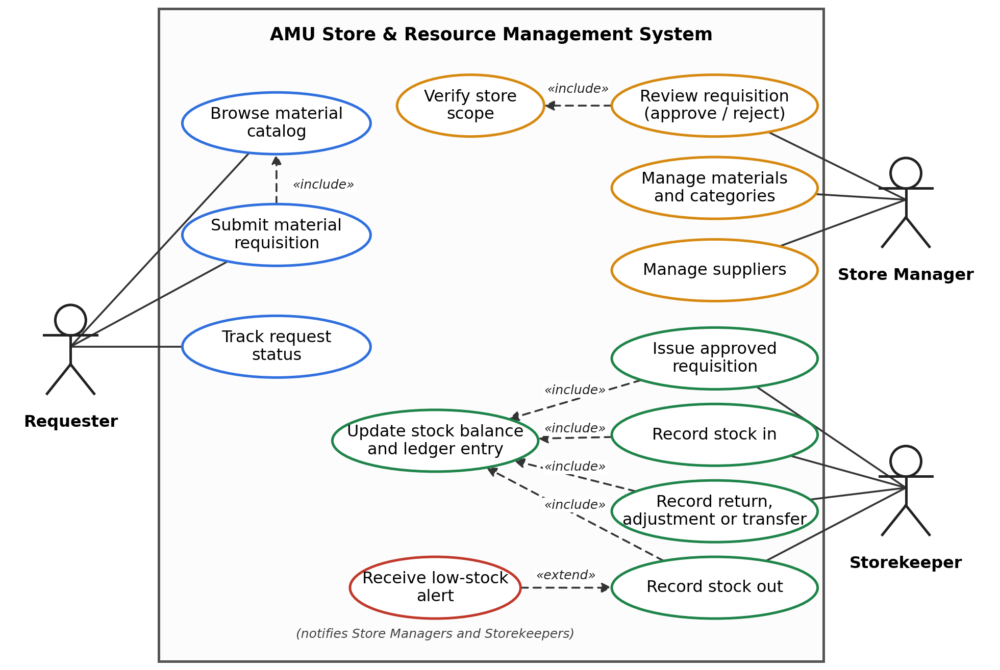 AMU Store & Resource Management System
Verify store
scope
«include»
Review requisition
(approve / reject)
Browse material
catalog
«include»
Manage materials
and categories
Submit material
requisition
Manage suppliers
Store Manager
Track request
status
Issue approved
requisition
Requester
«include»
Update stock balance
and ledger entry
«include»
Record stock in
«include»
«include»
Record return,
adjustment or transfer
Storekeeper
Receive low-stock
alert
«extend»
Record stock out
(notifies Store Managers and Storekeepers)